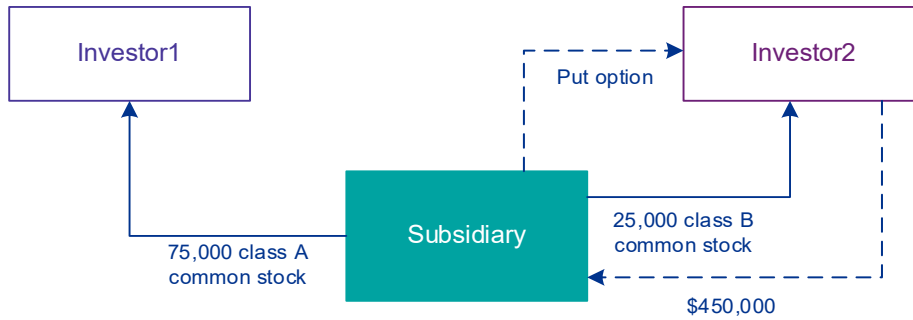 Investor1
Put option
Investor2
Subsidiary
75,000 class A
common stock
25,000 class B
common stock
$450,000